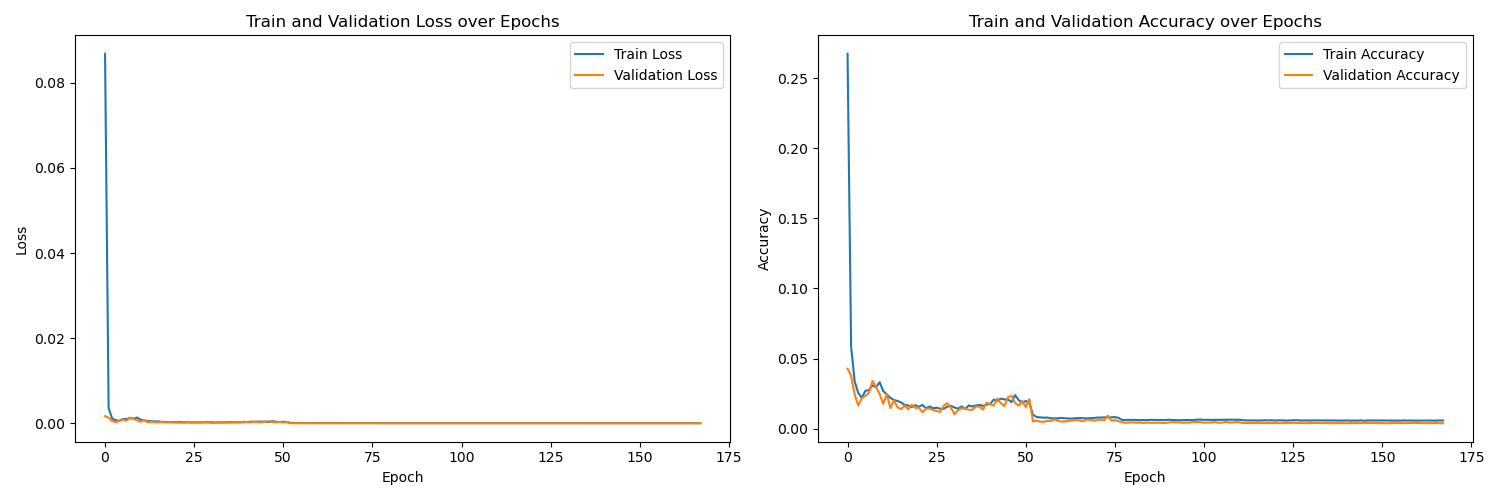 Train and Validation Loss over Epochs
Train Loss
Validation Loss
0.08
0.06
0.04
0.02
0.00
Loss
0
25
50
75
100
125
150
175
Epoch
Train and Validation Accuracy over Epochs
Train Accuracy
Validation Accuracy
0.25
0.20
0.15
0.10
0.05
0.00
Accuracy
0
25
50
75
100
125
150
175
Epoch